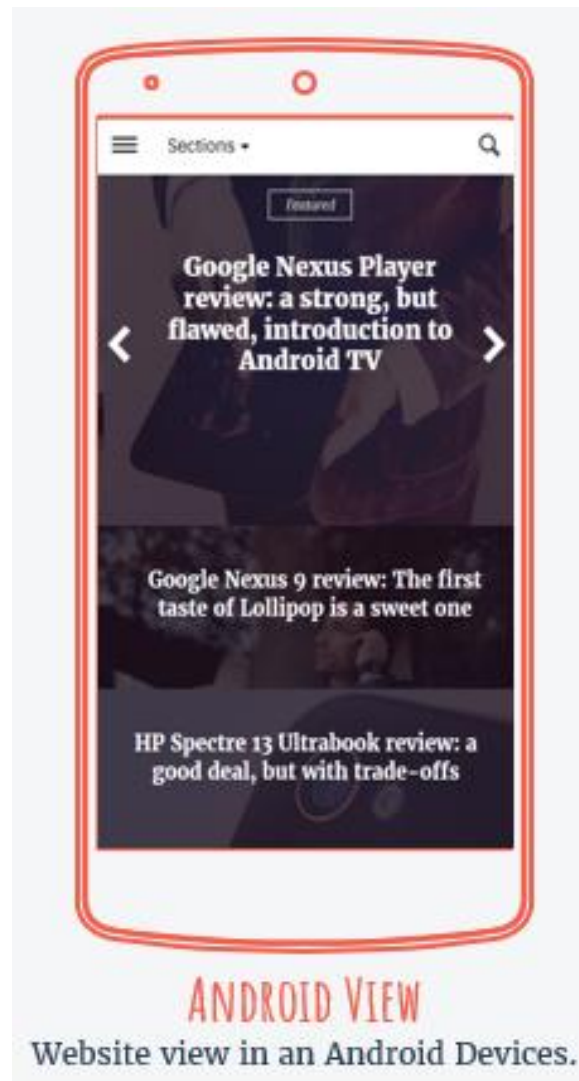 Sections
Featured
Google Nexus Player
review: a strong, but
flawed, introduction to
Android TV
Google Nexus 9 review: The first
taste of Lollipop is a sweet one
HP Spectre 13 Ultrabook review: a
good deal, but with trade-offs
ANDROID VIEW
Website view in an Android Devices.